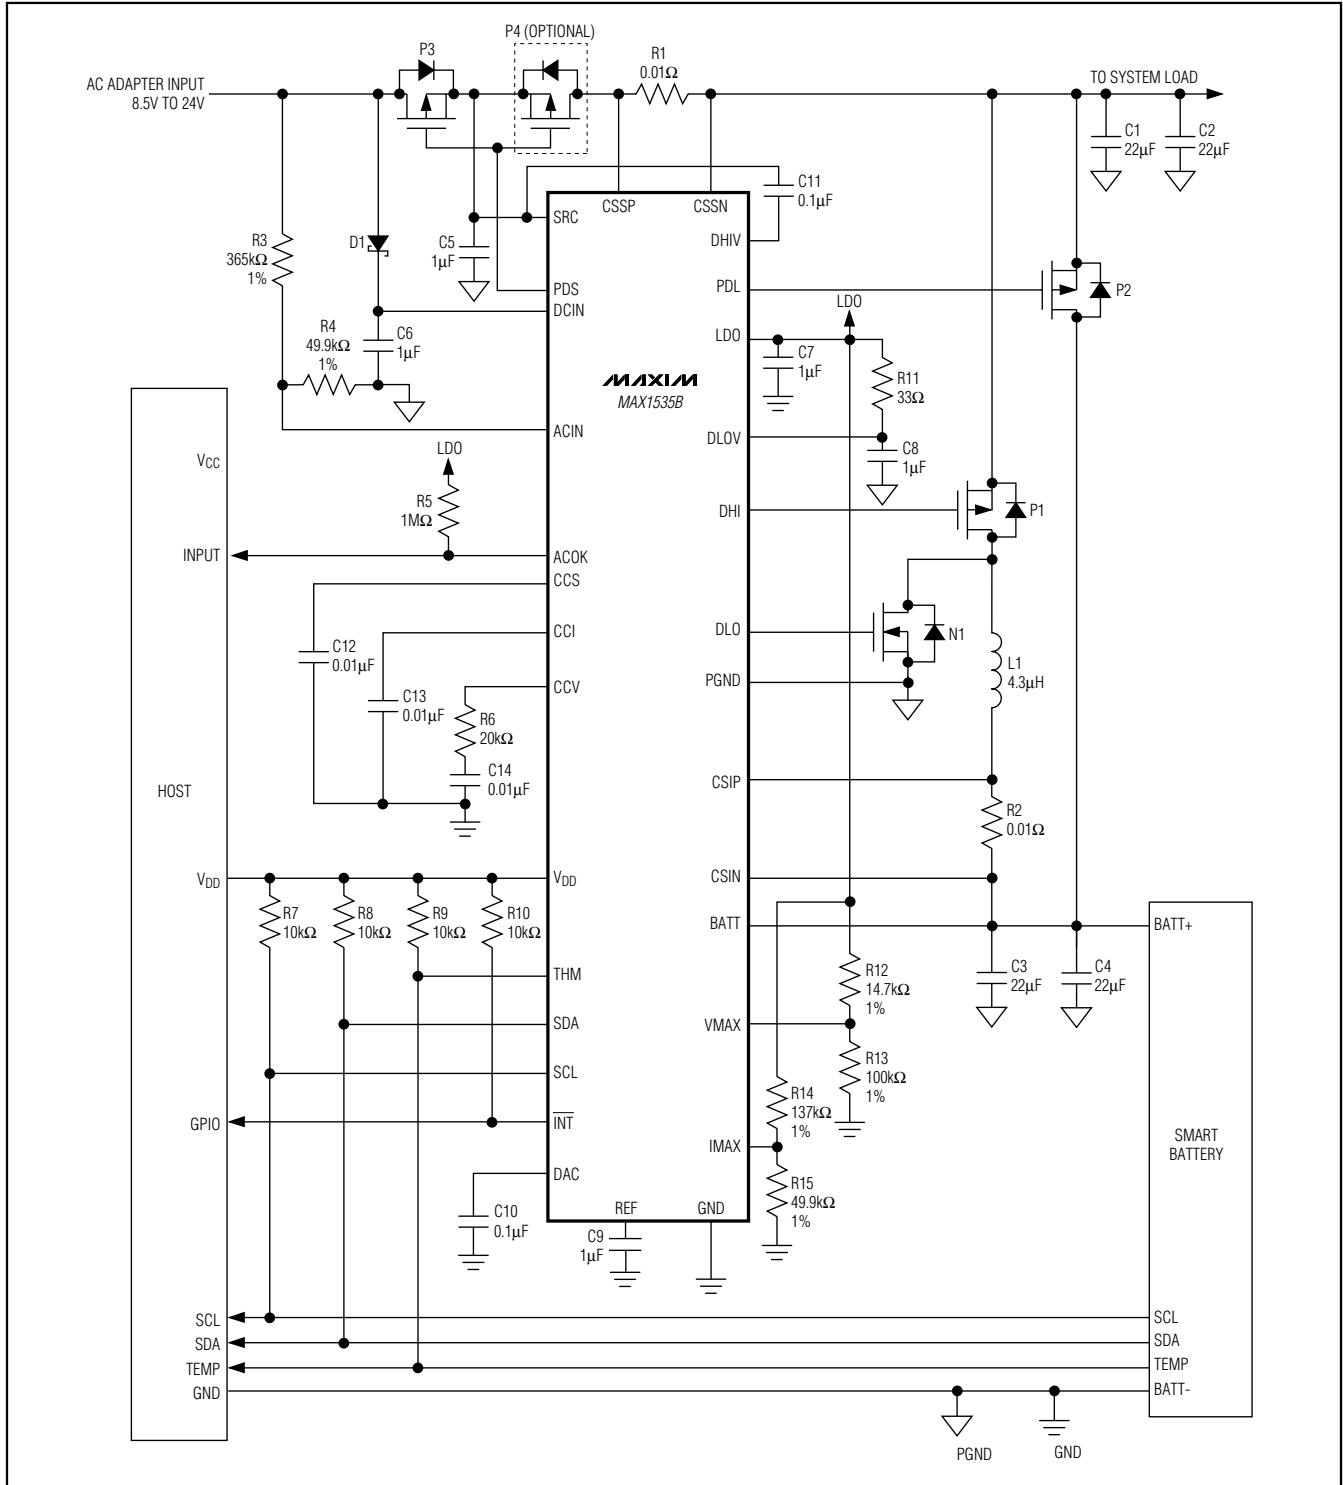 P4 (OPTIONAL)
P3
R1
0.01Ω
AC ADAPTER INPUT
8.5V TO 24V
TO SYSTEM LOAD
C1
22µF
C2
22µF
C11
0.1µF
CSSP
CSSN
SRC
DHIV
R3
365kΩ
1%
D1
C5
1µF
PDS
PDL
P2
DCIN
LDO
LDO
R4
49.9kΩ
1%
C6
1µF
C7
1µF
R11
33Ω
MAXIM
MAX1535B
ACIN
DLOV
C8
1µF
LDO
VCC
R5
1MΩ
DHI
P1
INPUT
ACOK
CCS
CCI
DLO
N1
C12
0.01µF
CCV
PGND
L1
4.3µH
C13
0.01µF
R6
20kΩ
C14
0.01µF
CSIP
HOST
R2
0.01Ω
VDD
VDD
CSIN
R7
10kΩ
R8
10kΩ
R9
10kΩ
R10
10kΩ
BATT
BATT+
THM
R12
14.7kΩ
1%
C3
22µF
C4
22µF
SDA
VMAX
SCL
R13
100kΩ
1%
R14
137kΩ
1%
GPIO
INT
IMAX
SMART
BATTERY
DAC
R15
49.9kΩ
1%
C10
0.1µF
REF
GND
C9
1µF
SCL
SCL
SDA
SDA
TEMP
TEMP
GND
BATT-
PGND
GND